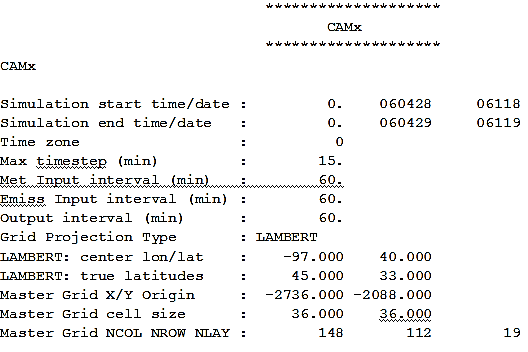 ********************
CAMx
********************
CAMx
Simulation start time/date :        0.    060428     06118
Simulation end time/date   :        0.    060429     06119
Time zone                  :        0
Max timestep (min)         :       15.
Met Input interval (min)   :       60.
Emiss Input interval (min) :       60.
Output interval (min)      :       60.
Grid Projection Type       : LAMBERT
LAMBERT: center lon/lat    :    -97.000    40.000
LAMBERT: true latitudes    :     45.000    33.000
Master Grid X/Y Origin     : -2736.000 -2088.000
Master Grid cell size      :     36.000    36.000
Master Grid NCOL NROW NLAY :       148       112        19